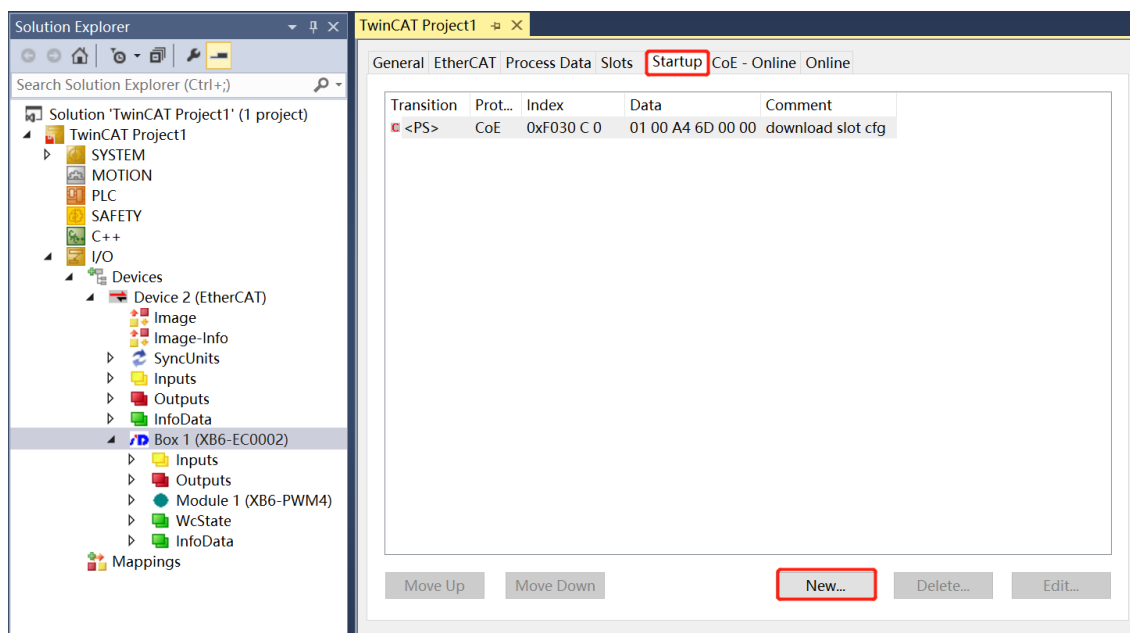 Solution Explorer
Search Solution Explorer (Ctrl+;)
Solution 'TwinCAT Project1' (1 project)
TwinCAT Project1
SYSTEM
MOTION
PLC
SAFETY
C++
I/O
Devices
Device 2 (EtherCAT)
Image
Image-Info
SyncUnits
Inputs
Outputs
InfoData
Box 1 (XB6-EC0002)
Inputs
Outputs
Module 1 (XB6-PWM4)
WcState
InfoData
Mappings
TwinCAT Project1
General EtherCAT Process Data Slots Startup CoE - Online Online
Transition Prot... Index Data Comment
<PS> CoE 0xF030 C 0 01 00 A4 6D 00 00 download slot cfg
Move Up Move Down New... Delete... Edit...